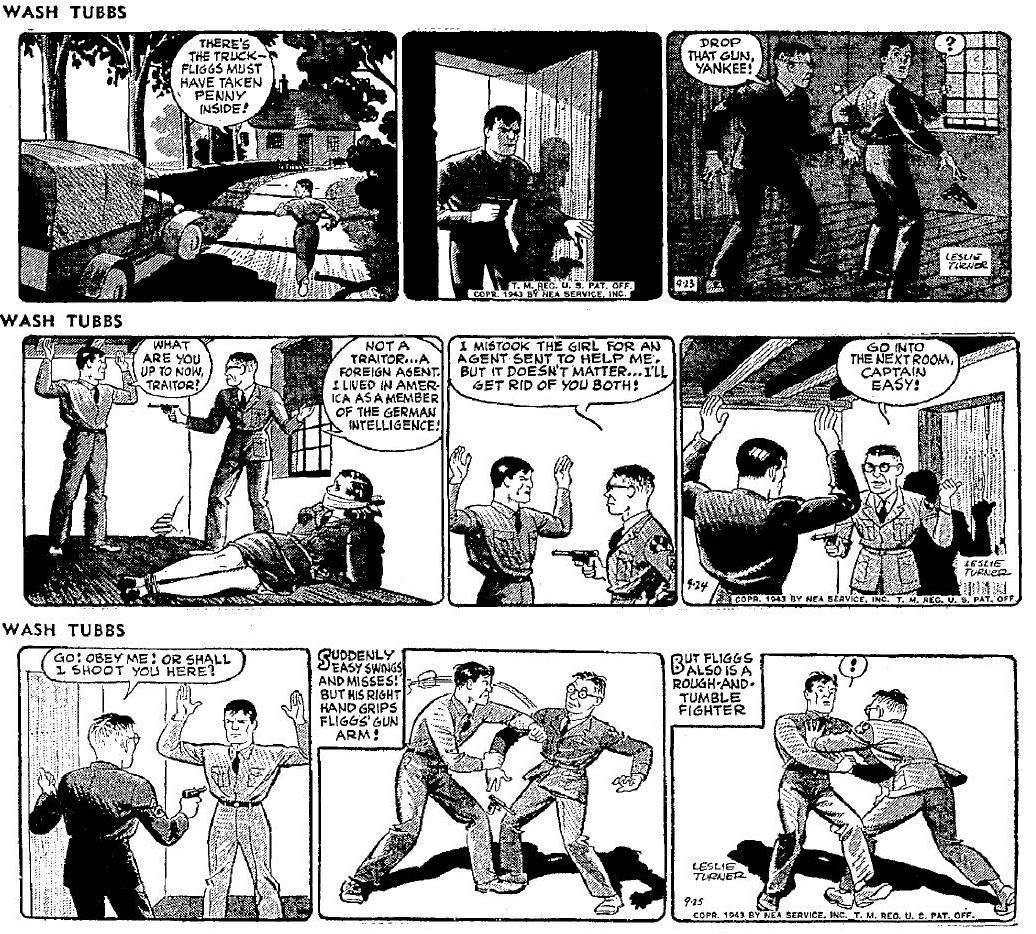 WASH TUBBS
THERE'S
THE TRUCK—
FLIGGS MUST
HAVE TAKEN
PENNY
INSIDE!
T. M. REG. U. S. PAT. OFF.
COPR. 1943 BY NEA SERVICE, INC.
DROP
THAT GUN,
YANKEE!
?
LESLIE
TURNER
9-23
WASH TUBBS
WHAT
ARE YOU
UP TO NOW,
TRAITOR!
NOT A
TRAITOR...A
FOREIGN AGENT.
I LIVED IN AMER-
ICA AS A MEMBER
OF THE GERMAN
INTELLIGENCE!
I MISTOOK THE GIRL FOR AN
AGENT SENT TO HELP ME,
BUT IT DOESN'T MATTER...I'LL
GET RID OF YOU BOTH!
GO INTO
THE NEXT ROOM,
CAPTAIN
EASY!
LESLIE
TURNER
9-24
COPR. 1943 BY NEA SERVICE, INC. T. M. REG. U. S. PAT. OFF.
WASH TUBBS
GO! OBEY ME! OR SHALL
I SHOOT YOU HERE?
SUDDENLY
EASY SWINGS
AND MISSES!
BUT HIS RIGHT
HAND GRIPS
FLIGGS' GUN
ARM!
BUT FLIGGS
ALSO IS A
ROUGH-AND-
TUMBLE
FIGHTER
!
LESLIE
TURNER
9-25
COPR. 1943 BY NEA SERVICE, INC. T. M. REG. U. S. PAT. OFF.